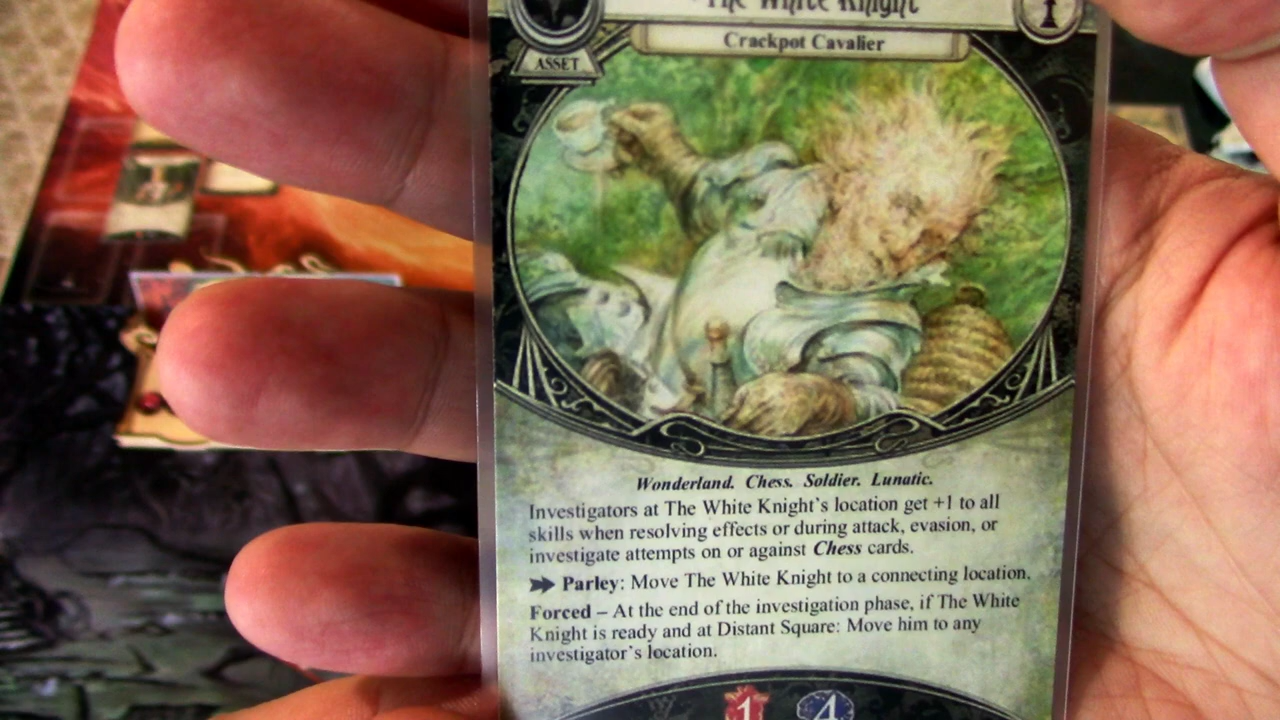 The White Knight
Crackpot Cavalier
ASSET
Wonderland. Chess. Soldier. Lunatic.
Investigators at The White Knight's location get +1 to all
skills when resolving effects or during attack, evasion, or
investigate attempts on or against Chess cards.
Parley: Move The White Knight to a connecting location.
Forced – At the end of the investigation phase, if The White
Knight is ready and at Distant Square: Move him to any
investigator's location.
1 4